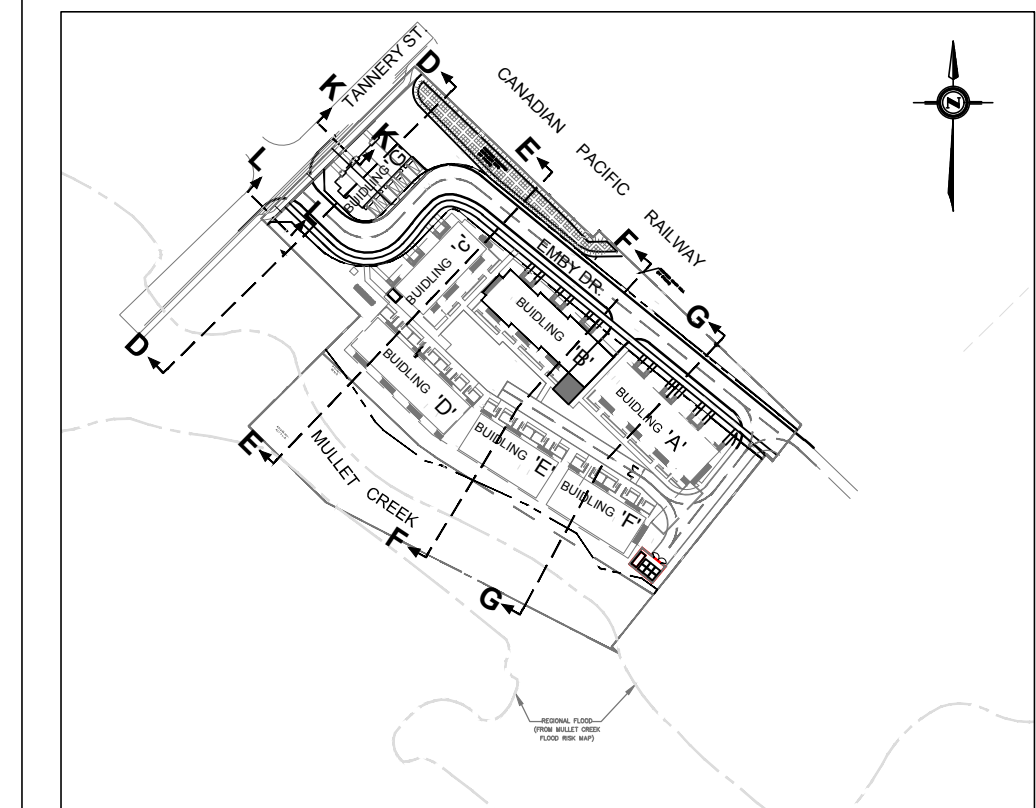 TANNERY ST.
CANADIAN PACIFIC RAILWAY
N
K
K
D
L
L
E
F
G
BUIDLING 'G'
EMBY DR.
BUIDLING 'C'
BUIDLING 'B'
BUIDLING 'D'
BUIDLING 'A'
BUIDLING 'E'
BUIDLING 'F'
D
E
MULLET CREEK
F
G
REGIONAL FLOOD
(FROM MULLET CREEK
FLOOD RISK MAP)